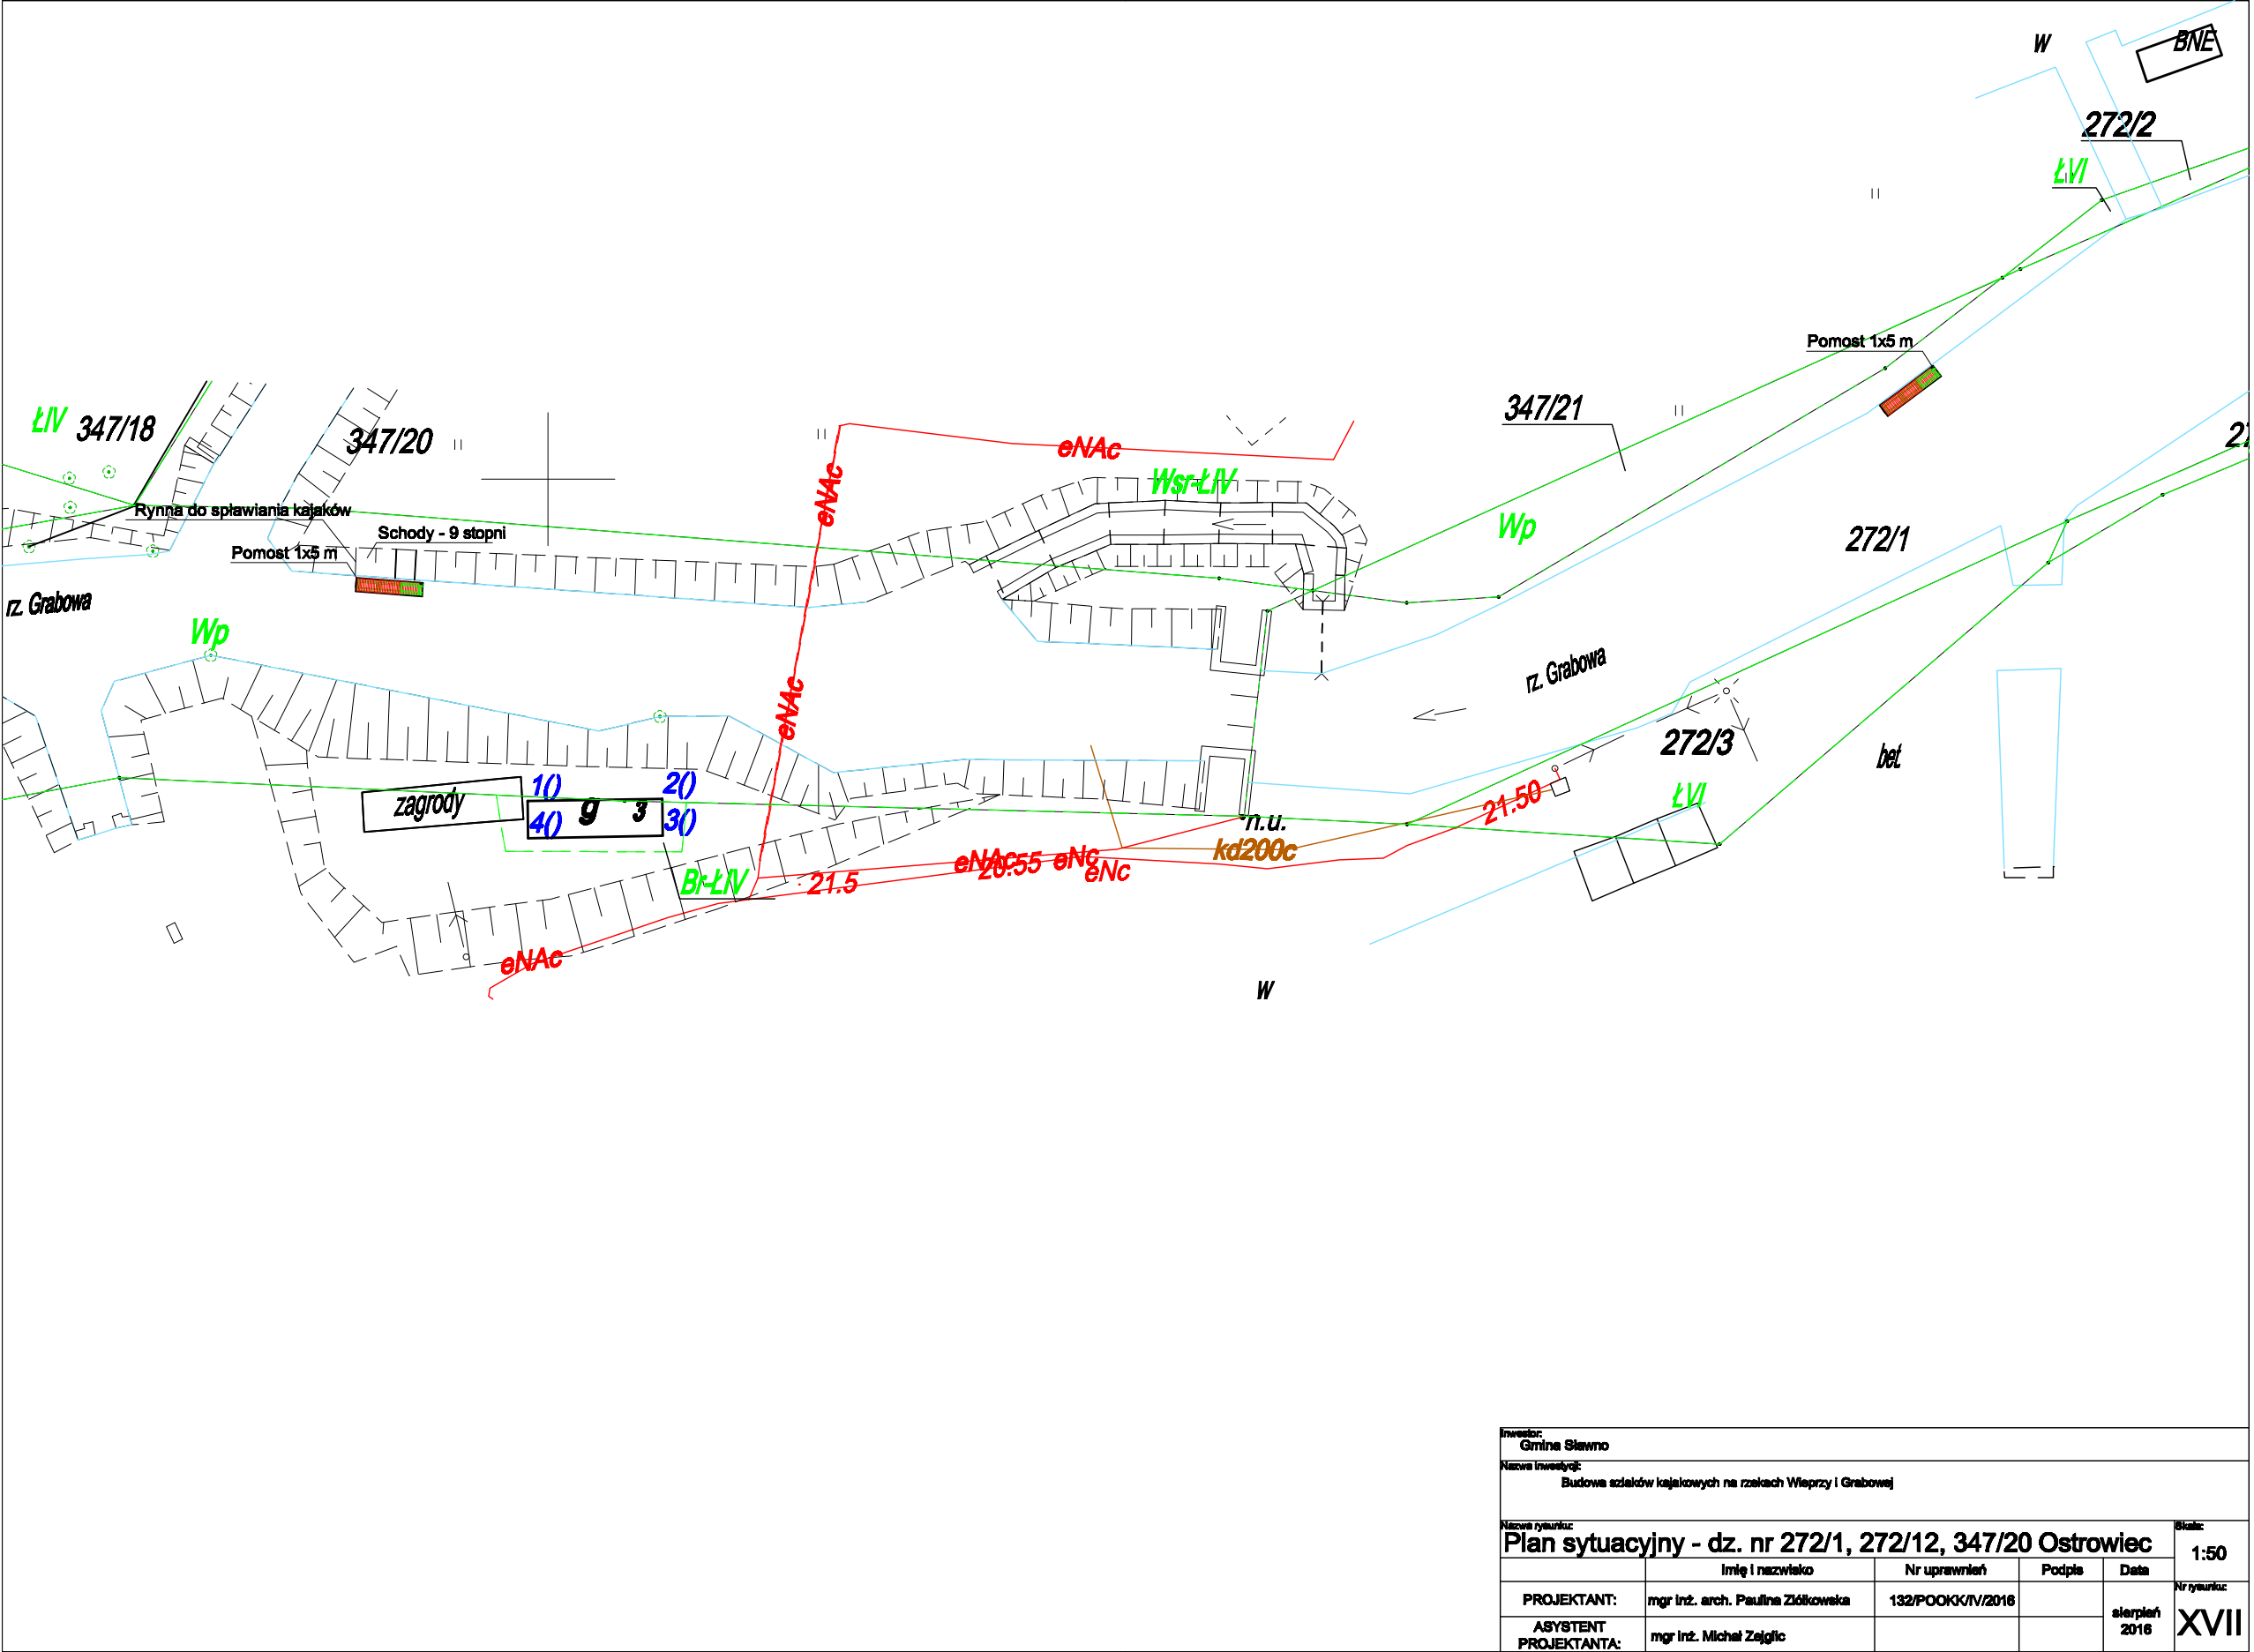 W
BNE
272/2
ŁVI
Pomost 1x5 m
347/21
ŁIV
347/18
347/20
eNAc
27
eNAc
Wsr-ŁIV
Rynna do spławiania kajaków
Schody - 9 stopni
Pomost 1x5 m
Wp
272/1
rz. Grabowa
Wp
rz. Grabowa
eNAc
272/3
bet
1()
2()
zagrody
g 3
4()
3()
21.50
ŁVI
n.u.
kd200c
eNAc
20.55
eNc
eNc
Br-ŁIV
21.5
eNAc
W
Inwestor:
Gmina Sławno
Nazwa inwestycji:
Budowa szlaków kajakowych na rzekach Wieprzy i Grabowej
Nazwa rysunku:
Plan sytuacyjny - dz. nr 272/1, 272/12, 347/20 Ostrowiec
Skala:
1:50
Imię i nazwisko
Nr uprawnień
Podpis
Data
PROJEKTANT:
mgr inż. arch. Paulina Ziółkowska
132/POOKK/IV/2016
sierpień
2016
Nr rysunku:
XVII
ASYSTENT
PROJEKTANTA:
mgr inż. Michał Zejglic